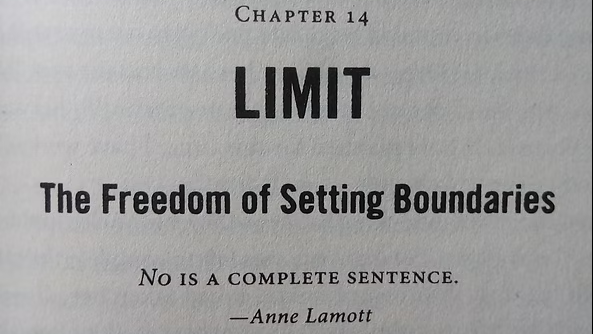 CHAPTER 14
LIMIT
The Freedom of Setting Boundaries
NO IS A COMPLETE SENTENCE.
—Anne Lamott